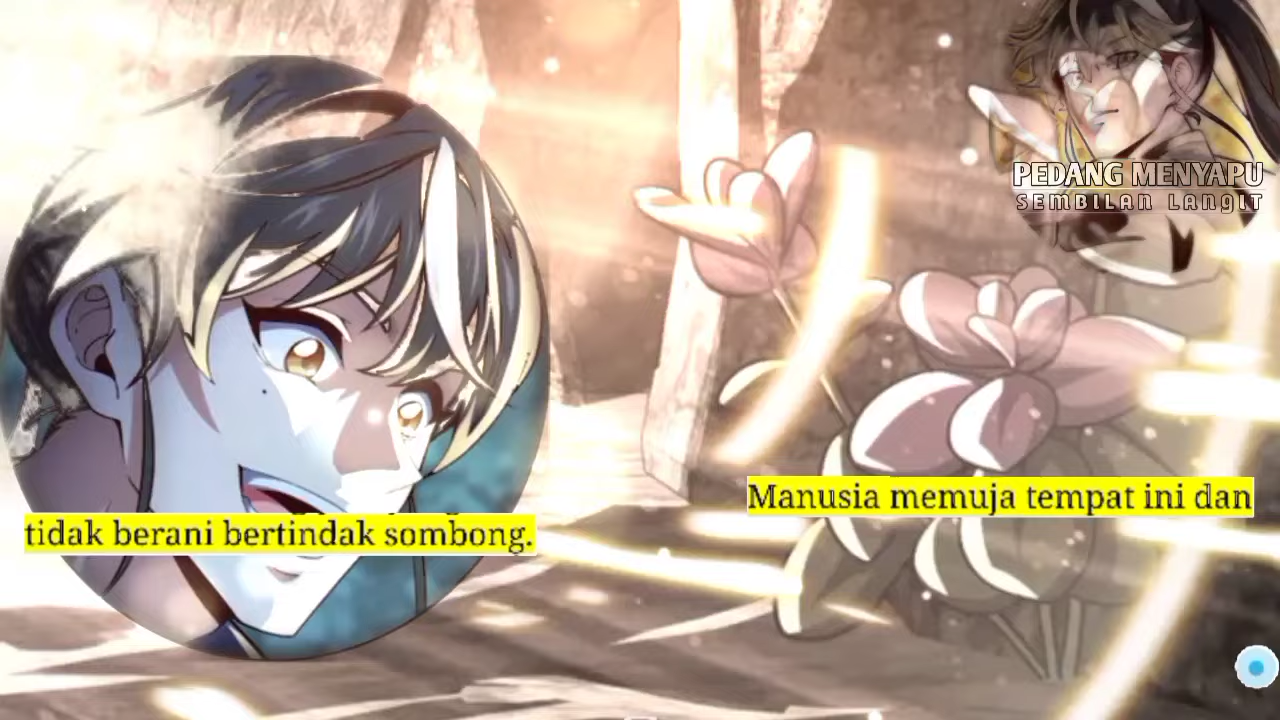 PEDANG MENYAPU
SEMBILAN LANGIT
Manusia memuja tempat ini dan
tidak berani bertindak sombong.